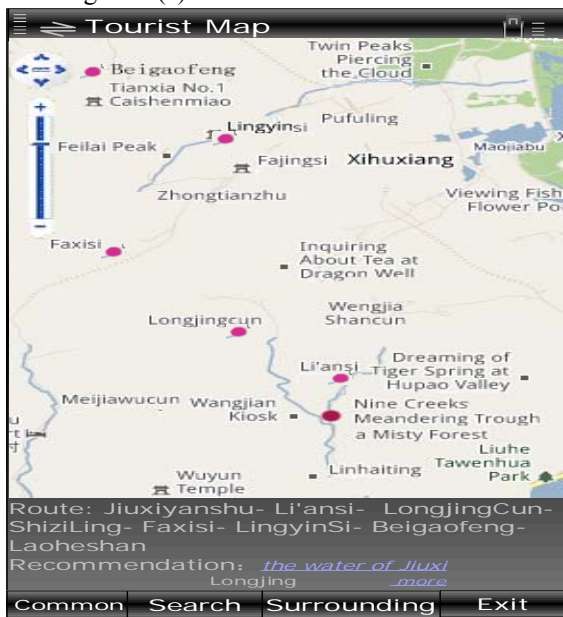 Tourist Map
Twin Peaks
Piercing
the Cloud
Beigaofeng
Tianxia No.1
Caishenmiao
Pufuling
Lingyinsi
Feilai Peak
Maojiabu
Fajingsi
Xihuxiang
Zhongtianzhu
Viewing Fish
Flower Po
Faxisi
Inquiring
About Tea at
Dragon Well
Wengjia
Shancun
Longjingcun
Dreaming of
Tiger Spring at
Hupao Valley
Li'ansi
Meijiawucun
Wangjian
Kiosk
Nine Creeks
Meandering Trough
a Misty Forest
Liuhe
Tawenhua
Park
Linhaiting
Wuyun
Temple
Route: Jiuxiyanshu- Li'ansi- LongjingCun-
ShiziLing- Faxisi- LingyinSi- Beigaofeng-
Laoheshan
Recommendation: the water of Jiuxi
Longjing more
Common Search Surrounding Exit